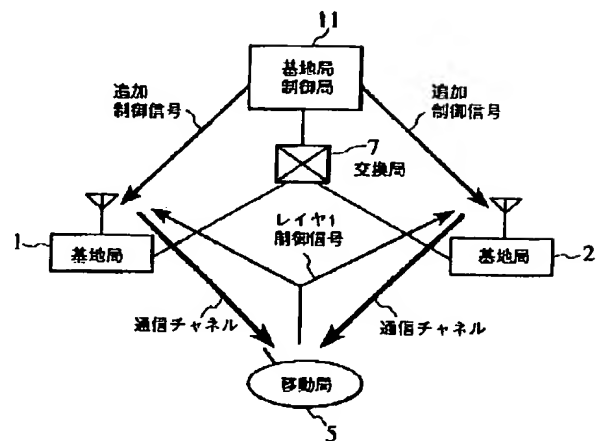 11
基地局
制御局
追加
制御信号
追加
制御信号
7
交換局
レイヤ1
制御信号
1
基地局
基地局
2
通信チャネル
通信チャネル
移動局
5